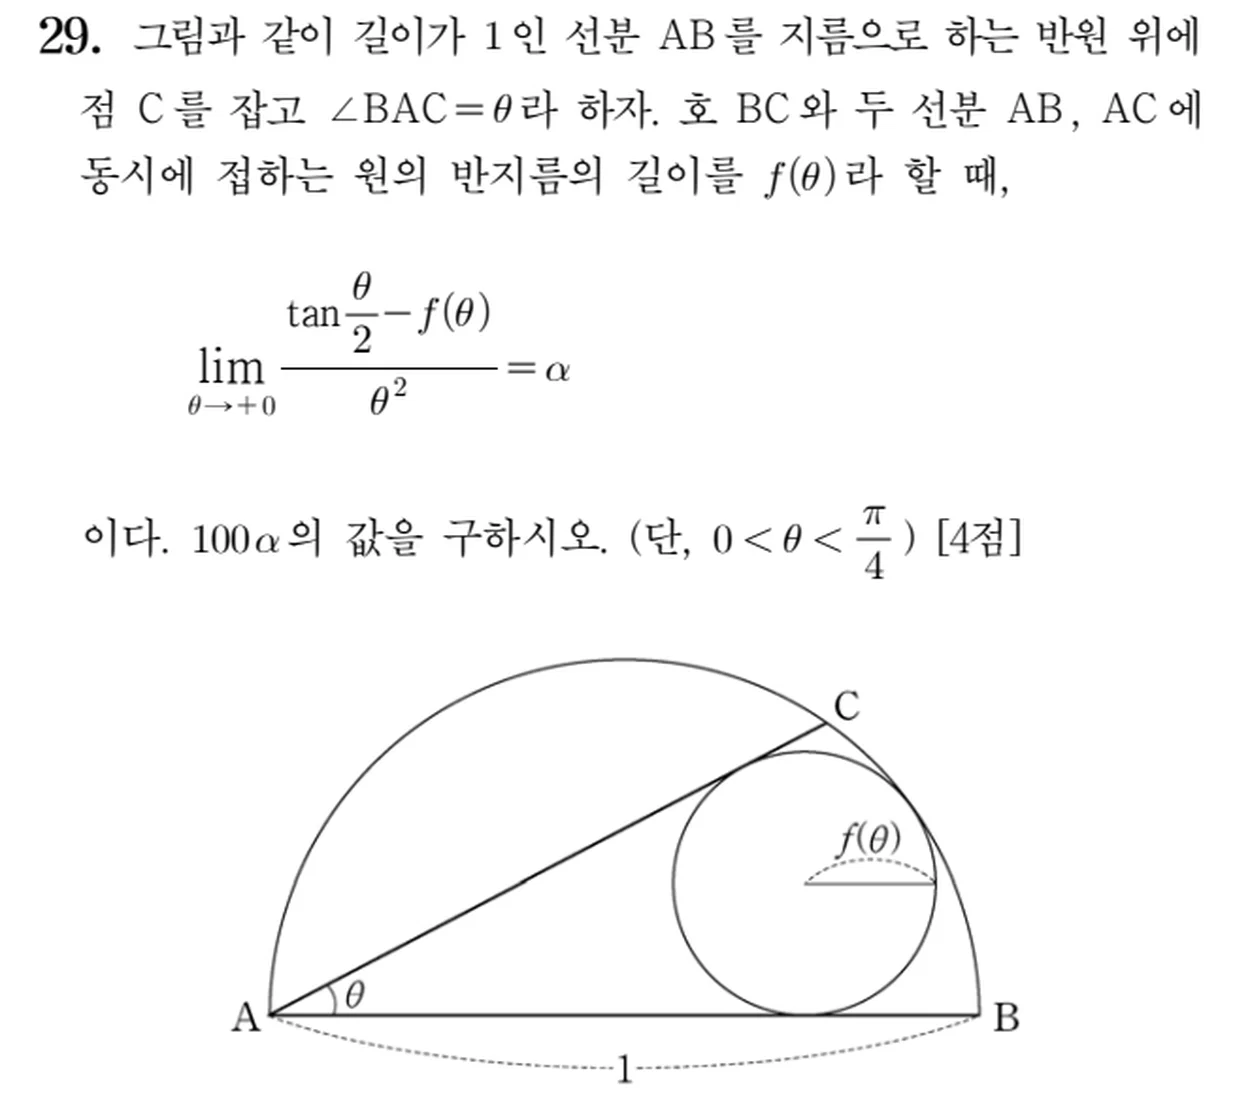 29. 그림과 같이 길이가 1인 선분 AB를 지름으로 하는 반원 위에
점 C를 잡고 ∠BAC=θ라 하자. 호 BC와 두 선분 AB, AC에
동시에 접하는 원의 반지름의 길이를 f(θ)라 할 때,
lim_{θ→+0} (tan(θ/2)−f(θ))/θ² = α
이다. 100α의 값을 구하시오. (단, 0<θ<π/4) [4점]
C
f(θ)
θ
A
B
1